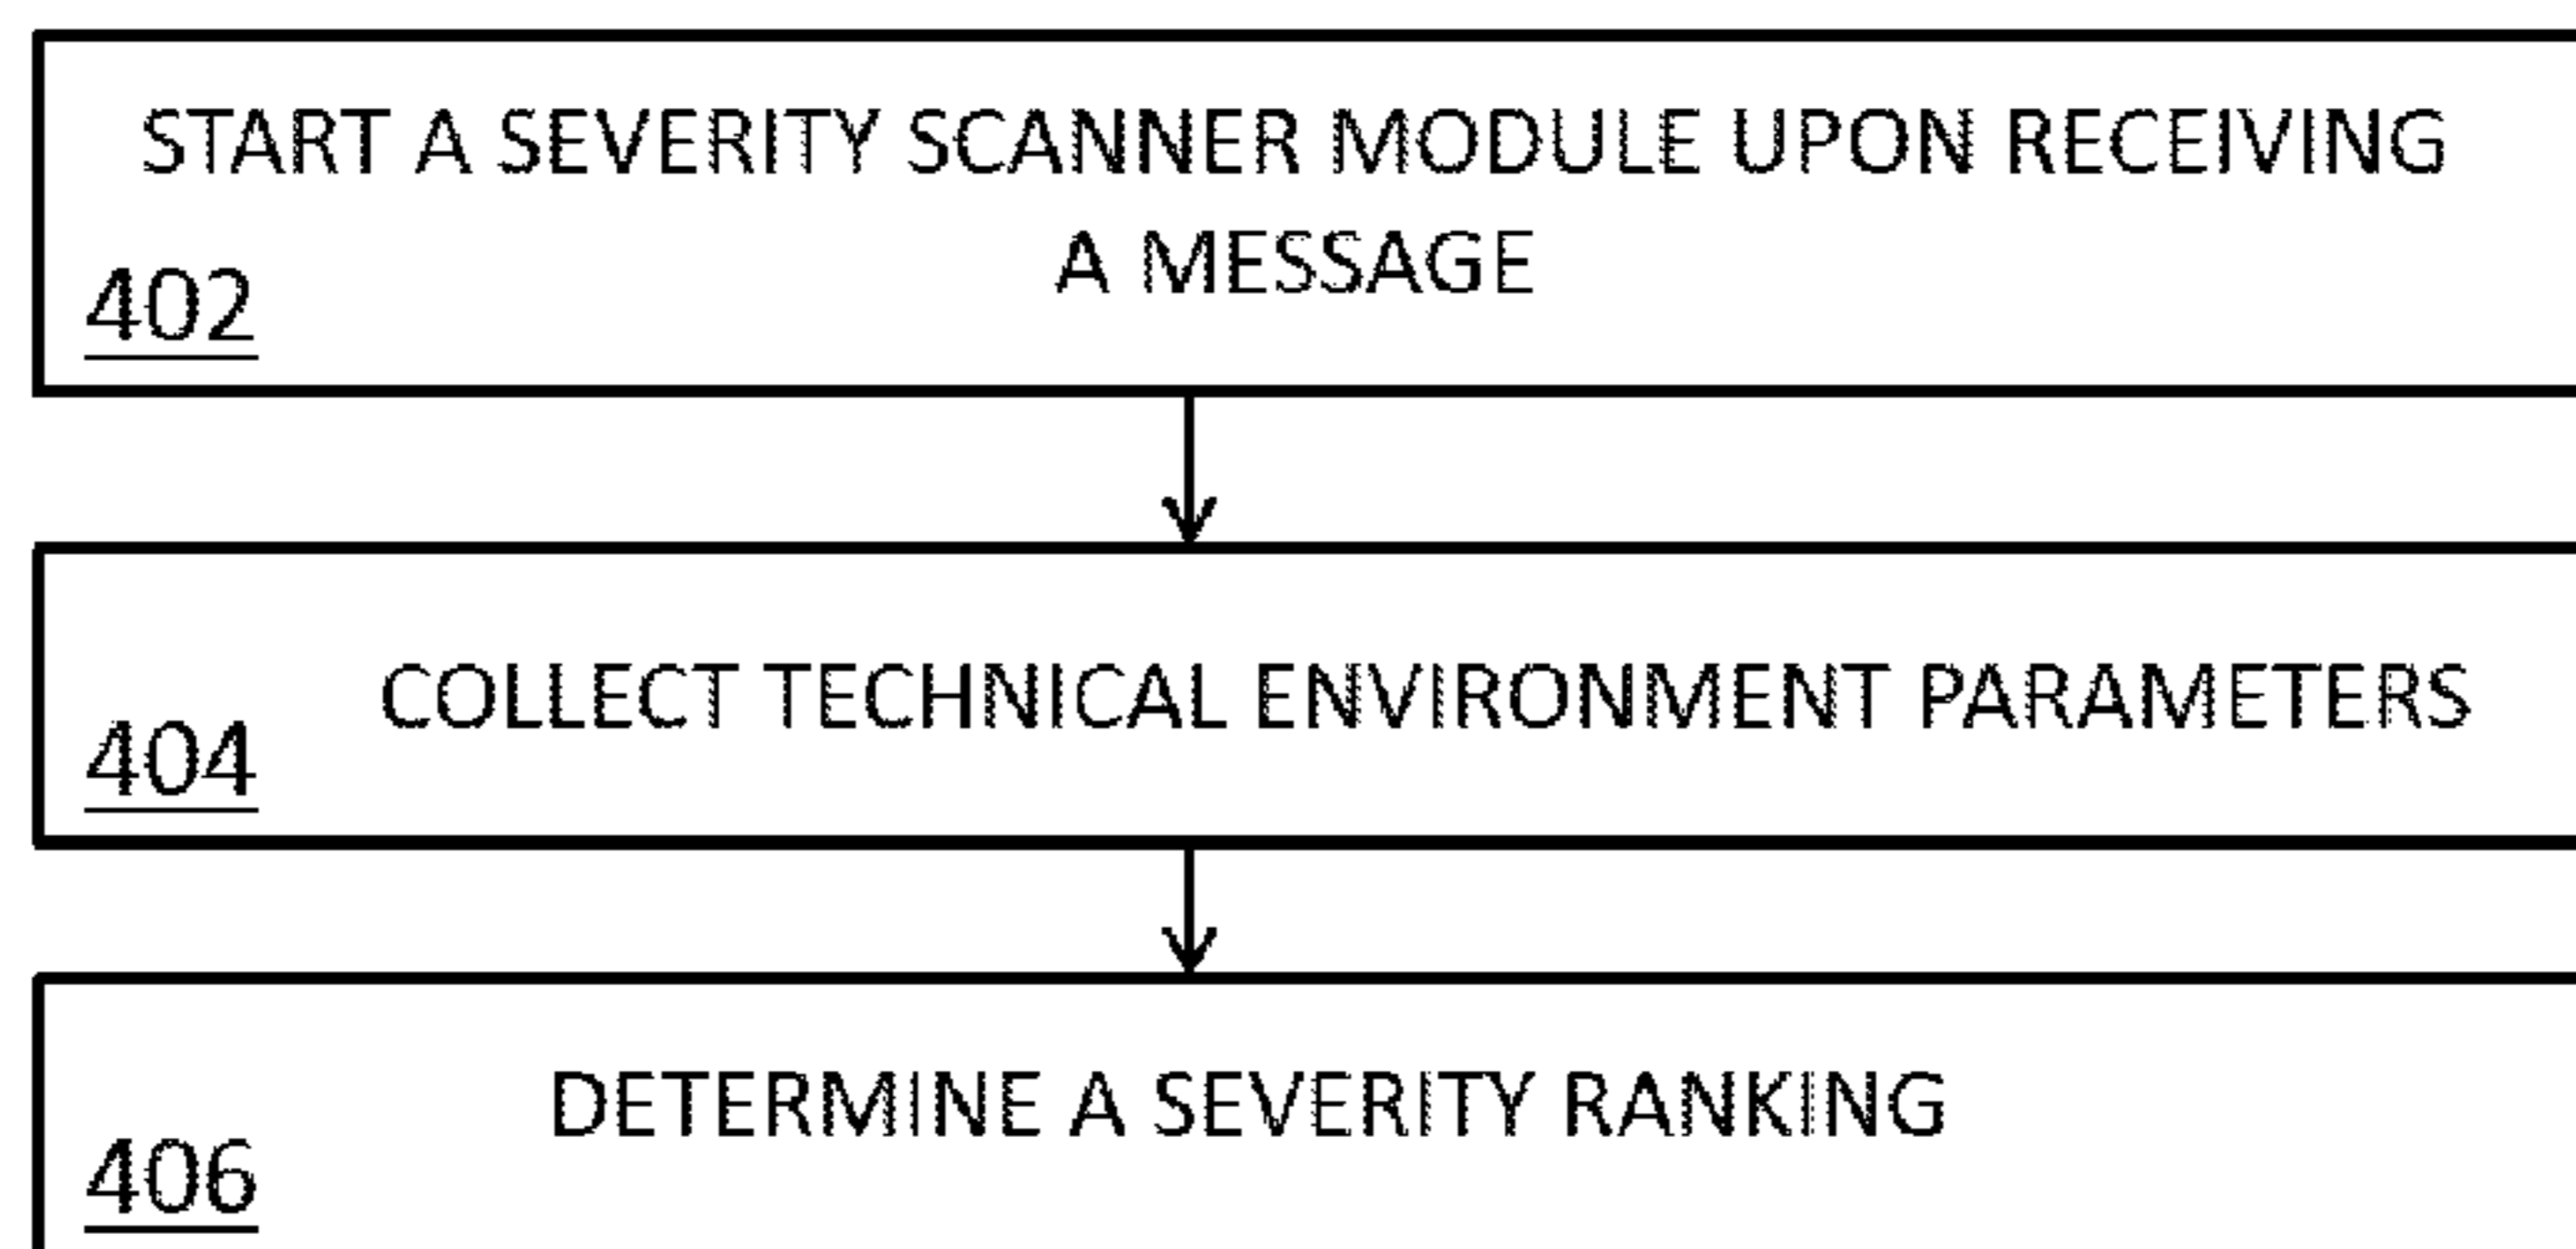 START A SEVERITY SCANNER MODULE UPON RECEIVING
A MESSAGE
402
COLLECT TECHNICAL ENVIRONMENT PARAMETERS
404
DETERMINE A SEVERITY RANKING
406